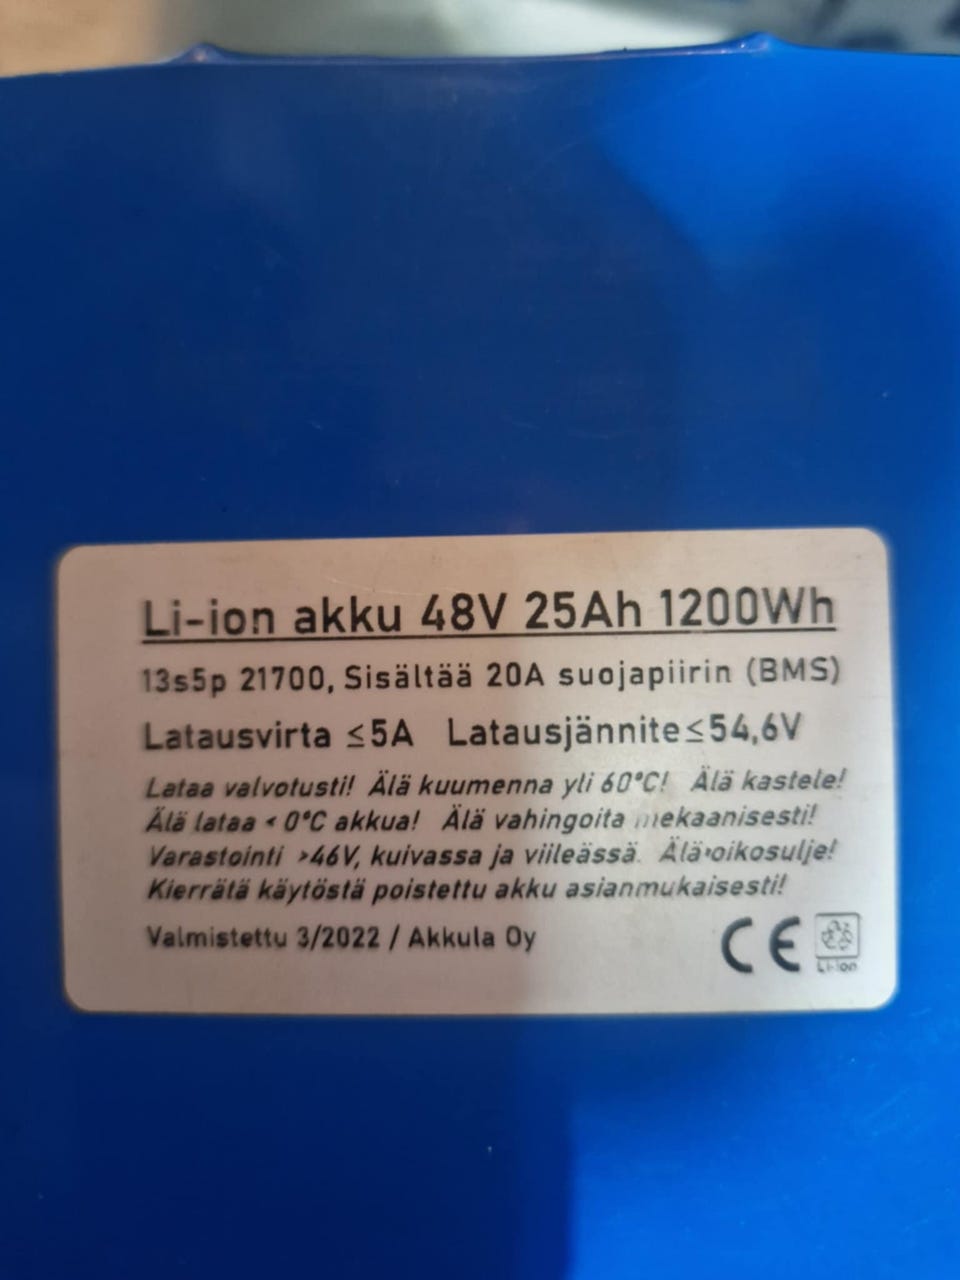 Li-ion akku 48V 25Ah 1200Wh
13s5p 21700, Sisältää 20A suojapiirin (BMS)
Latausvirta ≤5A Latausjännite≤54,6V
Lataa valvotusti! Älä kuumenna yli 60°C! Älä kastele!
Älä lataa < 0°C akkua! Älä vahingoita mekaanisesti!
Varastointi >46V, kuivassa ja viileässä. Älä oikosulje!
Kierrätä käytöstä poistettu akku asianmukaisesti!
Valmistettu 3/2022 / Akkula Oy
CE
Li-ion